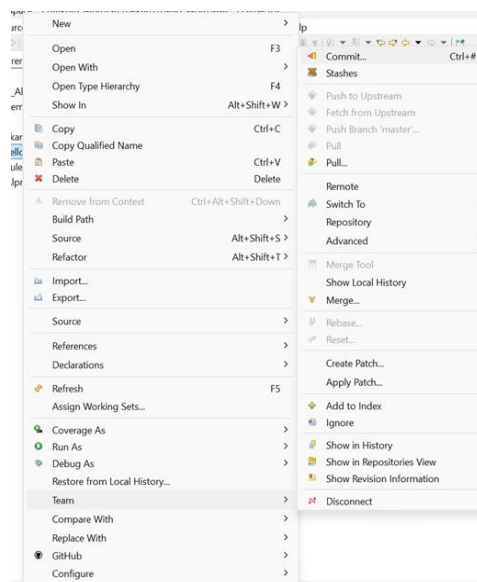 New
Open F3
Open With
Open Type Hierarchy F4
Show In Alt+Shift+W
Copy Ctrl+C
Copy Qualified Name
Paste Ctrl+V
Delete Delete
Remove from Context Ctrl+Alt+Shift+Down
Build Path
Source Alt+Shift+S
Refactor Alt+Shift+T
Import...
Export...
Source
References
Declarations
Refresh F5
Assign Working Sets...
Coverage As
Run As
Debug As
Restore from Local History...
Team
Compare With
Replace With
GitHub
Configure
Commit... Ctrl+#
Stashes
Push to Upstream
Fetch from Upstream
Push Branch 'master'...
Pull
Pull...
Remote
Switch To
Repository
Advanced
Merge Tool
Show Local History
Merge...
Rebase...
Reset...
Create Patch...
Apply Patch...
Add to Index
Ignore
Show in History
Show in Repositories View
Show Revision Information
Disconnect